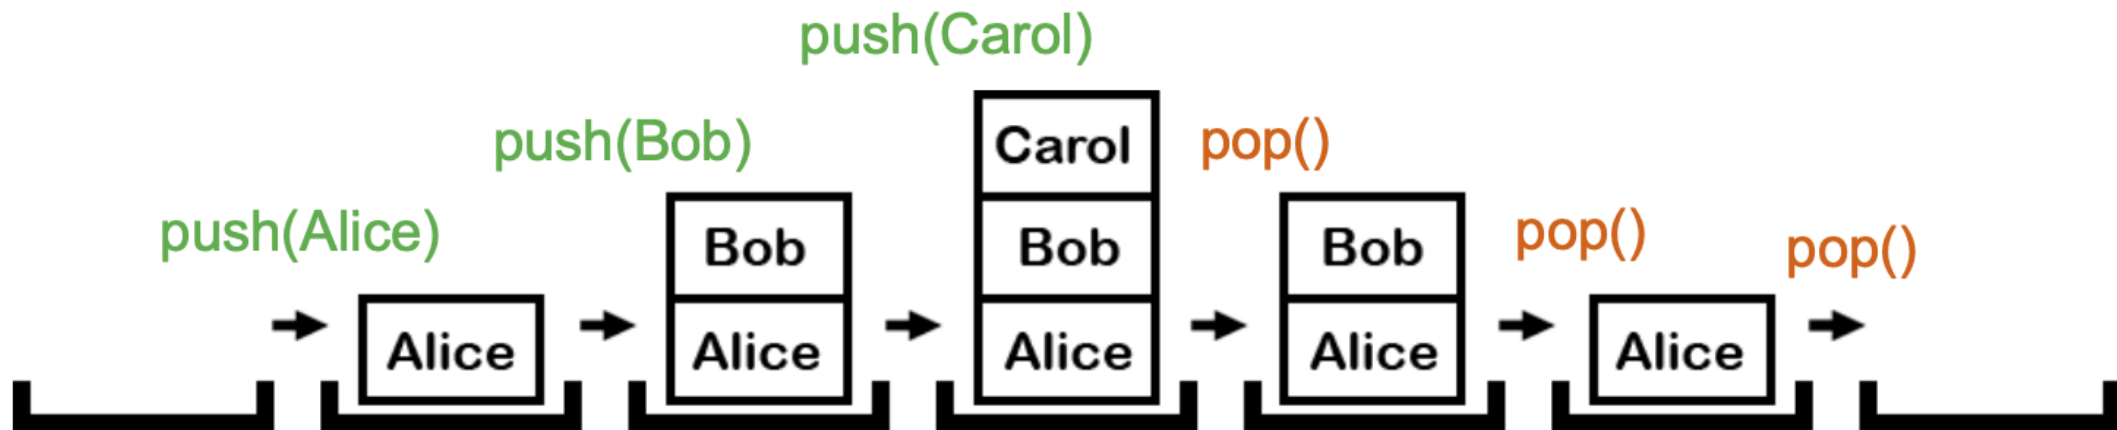 push(Alice)
Alice
push(Bob)
Bob
Alice
push(Carol)
Carol
Bob
Alice
pop()
Bob
Alice
pop()
Alice
pop()